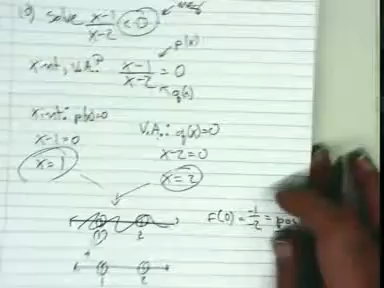 Solve x-1/x-2 < 0
p(x)
x-int, V.A.? x-1/x-2 = 0
q(x)
x-int: p(x)=0
V.A.: q(x)=0
x-1=0
x-2=0
x=1
x=2
1 2
F(0) = -1/-2 = pos
+
1 2